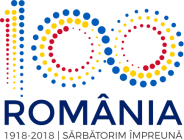 100
ROMÂNIA
1918-2018 | SĂRBĂTORIM ÎMPREUNĂ